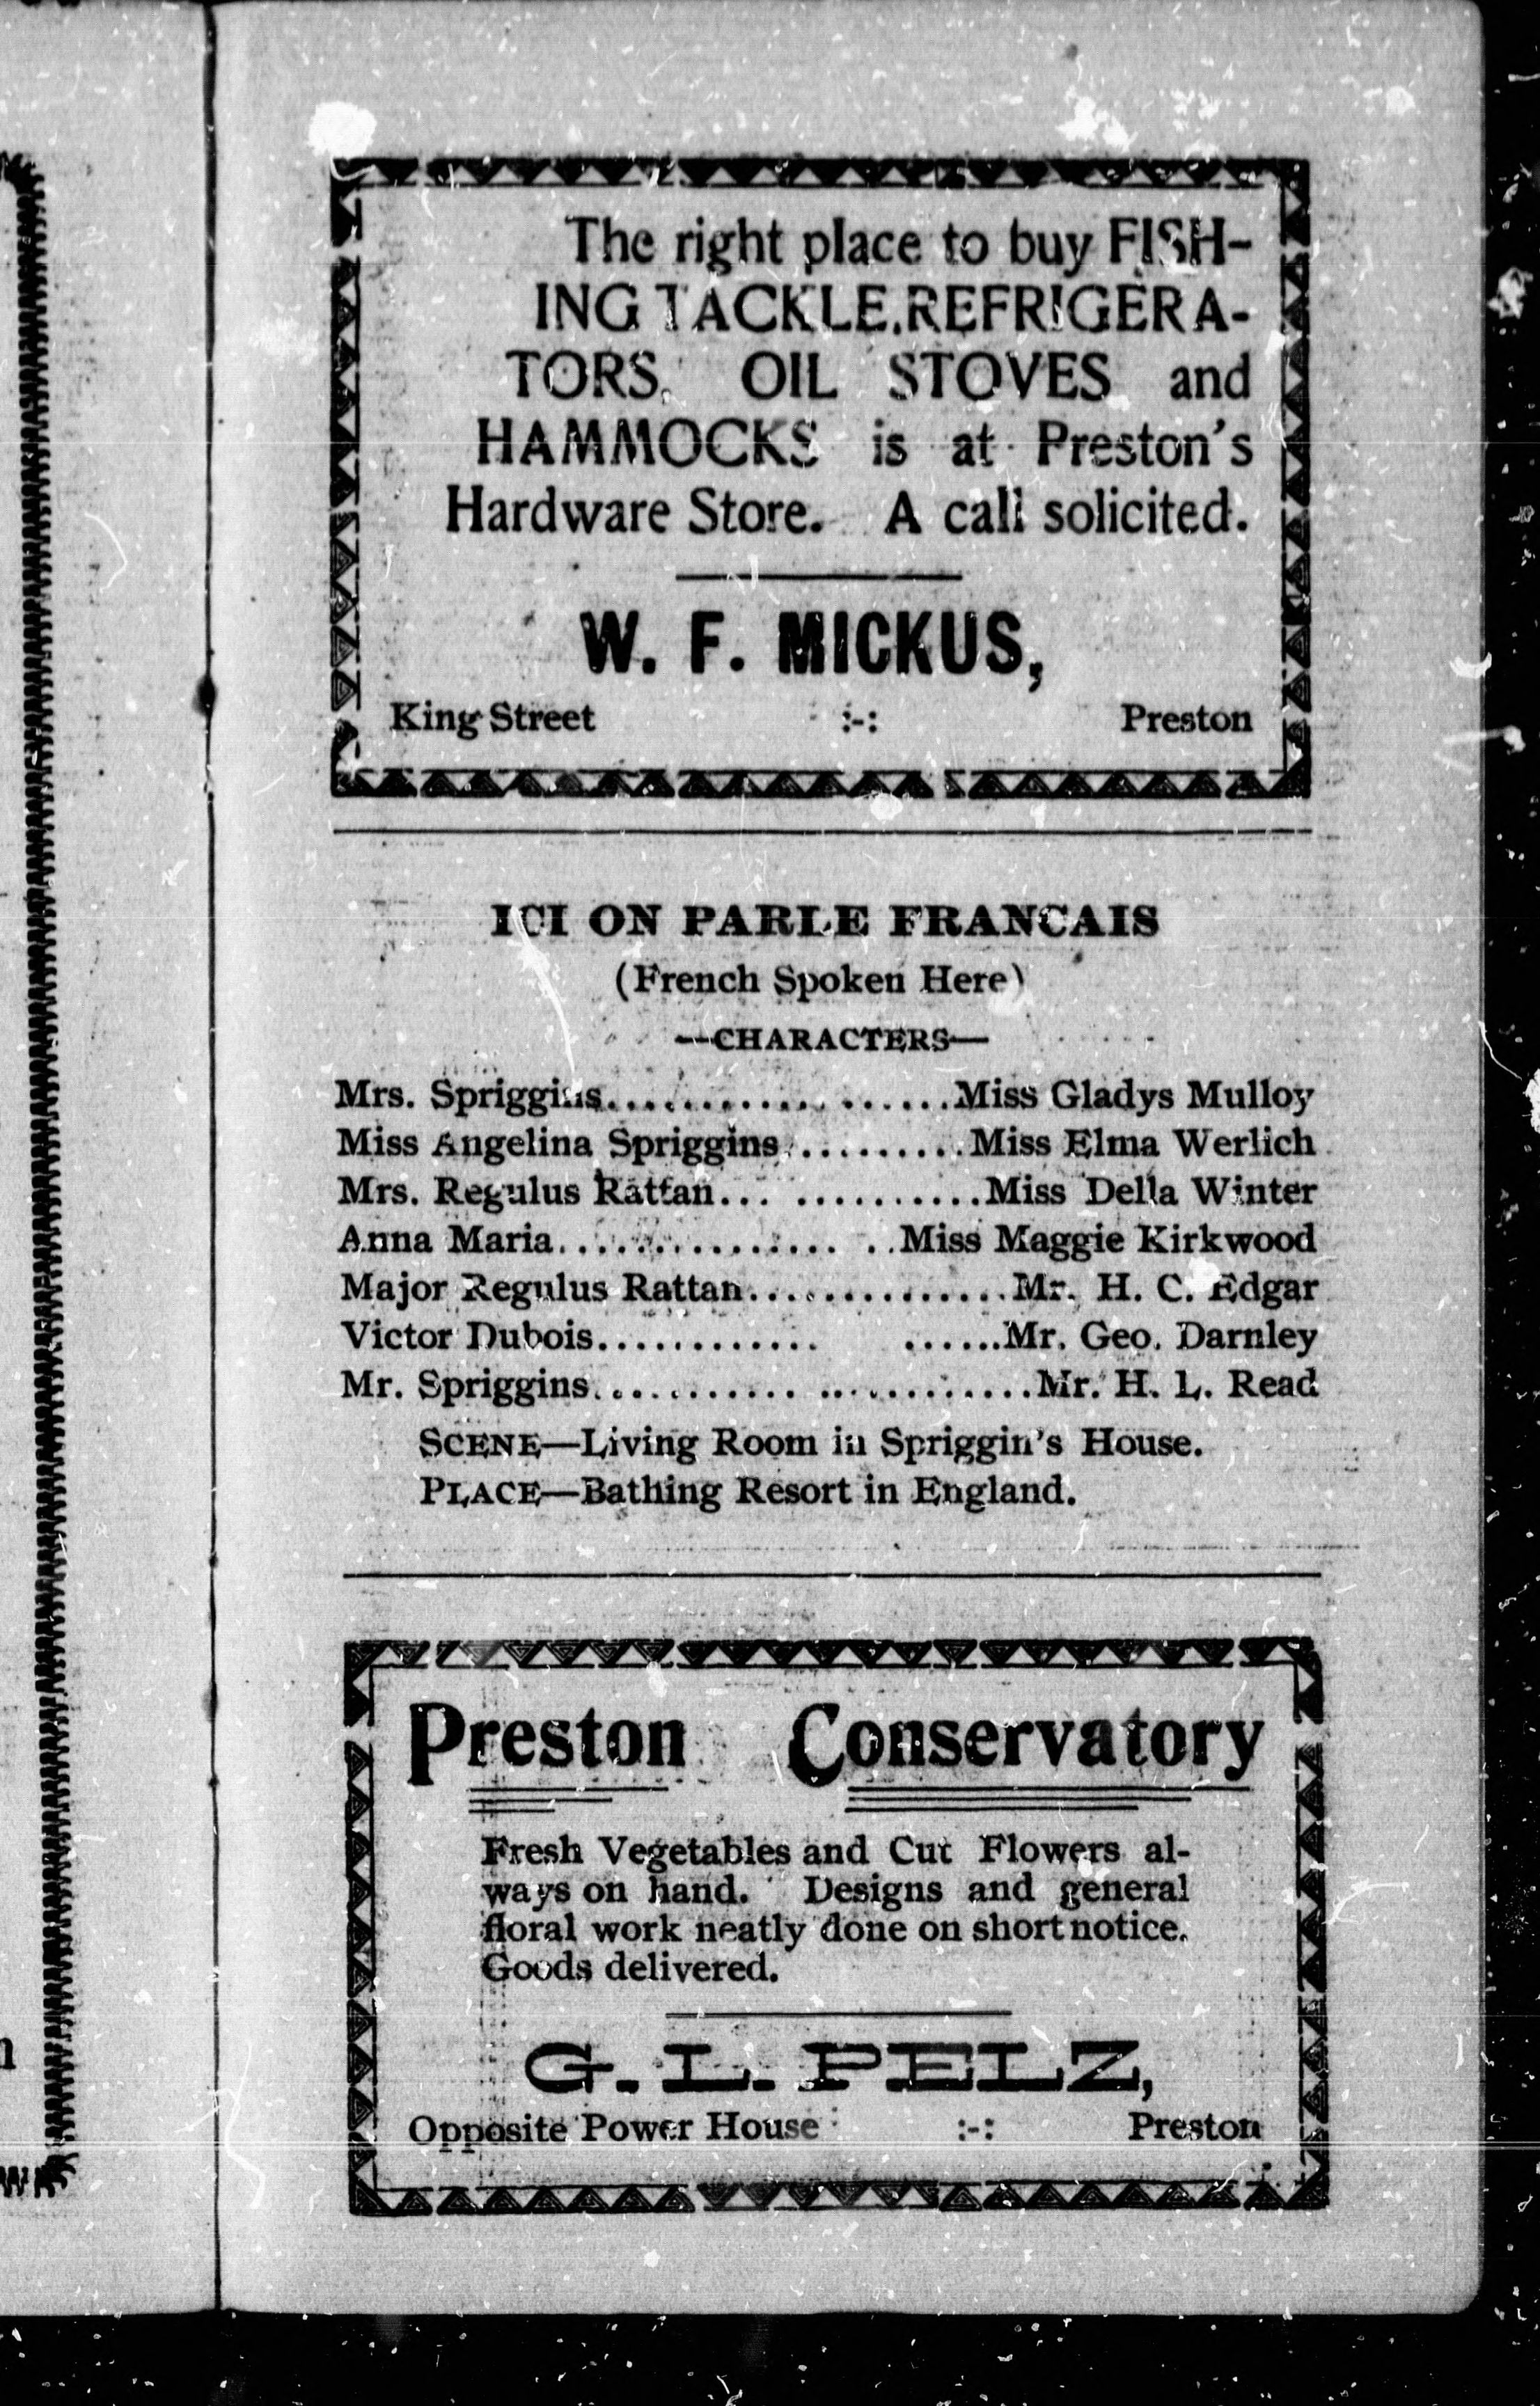 The right place to buy FISH-
ING TACKLE, REFRIGERA-
TORS, OIL STOVES and
HAMMOCKS is at Preston's
Hardware Store. A call solicited.
W. F. MICKUS,
King Street :-: Preston
ICI ON PARLE FRANCAIS
(French Spoken Here)
—CHARACTERS—
Mrs. Spriggins......................Miss Gladys Mulloy
Miss Angelina Spriggins..........Miss Elma Werlich
Mrs. Regulus Rattan... ..........Miss Della Winter
Anna Maria................ ..Miss Maggie Kirkwood
Major Regulus Rattan...............Mr. H. C. Edgar
Victor Dubois............ ......Mr. Geo. Darnley
Mr. Spriggins........................Mr. H. L. Read
SCENE—Living Room in Spriggin's House.
PLACE—Bathing Resort in England.
Preston Conservatory
Fresh Vegetables and Cut Flowers al-
ways on hand. Designs and general
floral work neatly done on short notice.
Goods delivered.
G. L. PELZ,
Opposite Power House :-: Preston